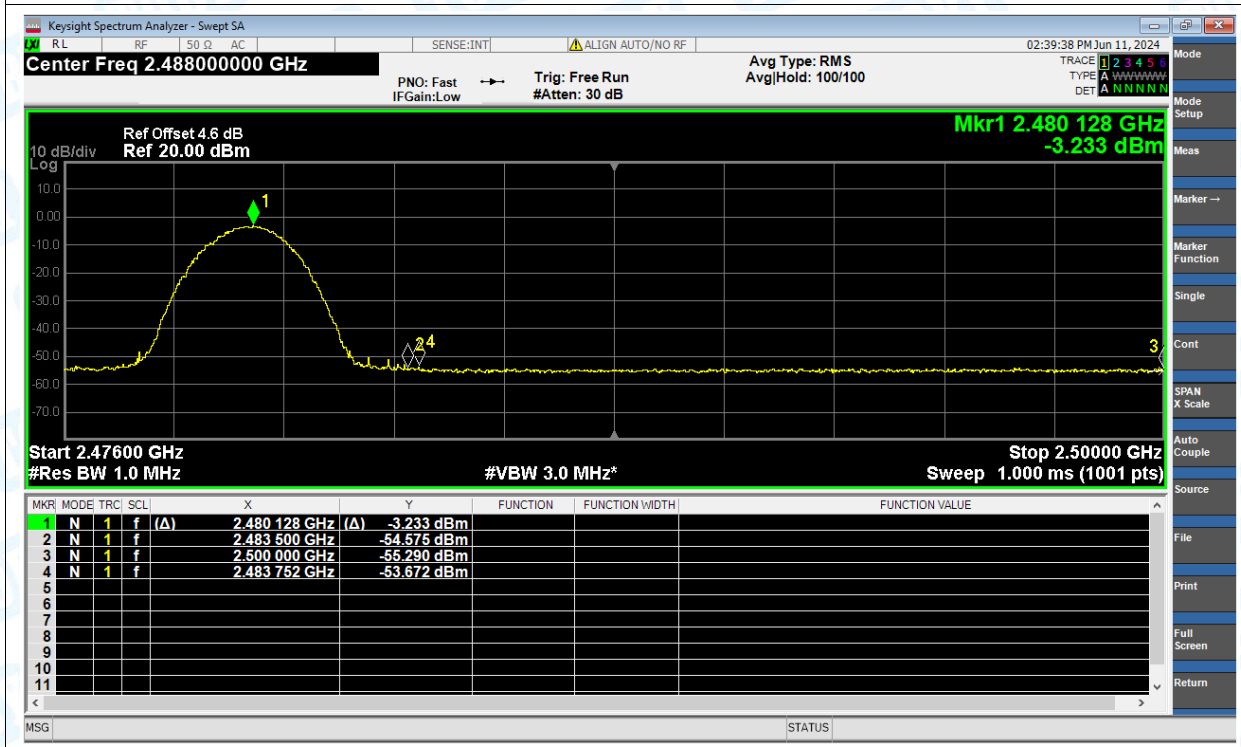 Keysight Spectrum Analyzer - Swept SA
LXI RL RF 50 Ω AC SENSE:INT ALIGN AUTO/NO RF 02:39:38 PM Jun 11, 2024
Center Freq 2.488000000 GHz
PNO: Fast
IFGain:Low
Trig: Free Run
#Atten: 30 dB
Avg Type: RMS
Avg|Hold: 100/100
TRACE 1 2 3 4 5 6
TYPE A WWWWW
DET A N N N N N
10 dB/div
Log
Ref Offset 4.6 dB
Ref 20.00 dBm
Mkr1 2.480 128 GHz
-3.233 dBm
10.0
0.00
-10.0
-20.0
-30.0
-40.0
-50.0
-60.0
-70.0
1
2
4
3
Start 2.47600 GHz
Stop 2.50000 GHz
#Res BW 1.0 MHz
#VBW 3.0 MHz*
Sweep 1.000 ms (1001 pts)
MKR MODE TRC SCL X Y FUNCTION FUNCTION WIDTH FUNCTION VALUE
1 N 1 f (Δ) 2.480 128 GHz (Δ) -3.233 dBm
2 N 1 f 2.483 500 GHz -54.575 dBm
3 N 1 f 2.500 000 GHz -55.290 dBm
4 N 1 f 2.483 752 GHz -53.672 dBm
5
6
7
8
9
10
11
MSG
STATUS
Mode
Mode
Setup
Meas
Marker →
Marker
Function
Single
Cont
SPAN
X Scale
Auto
Couple
Source
File
Print
Full
Screen
Return